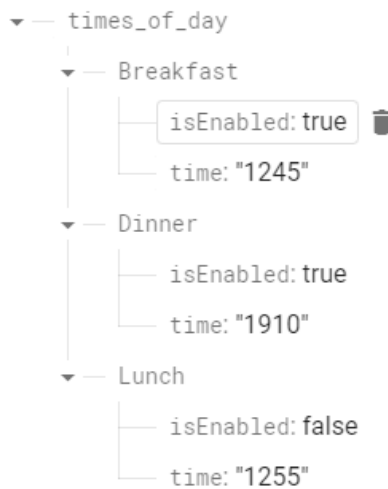 times_of_day
Breakfast
isEnabled: true
time: "1245"
Dinner
isEnabled: true
time: "1910"
Lunch
isEnabled: false
time: "1255"